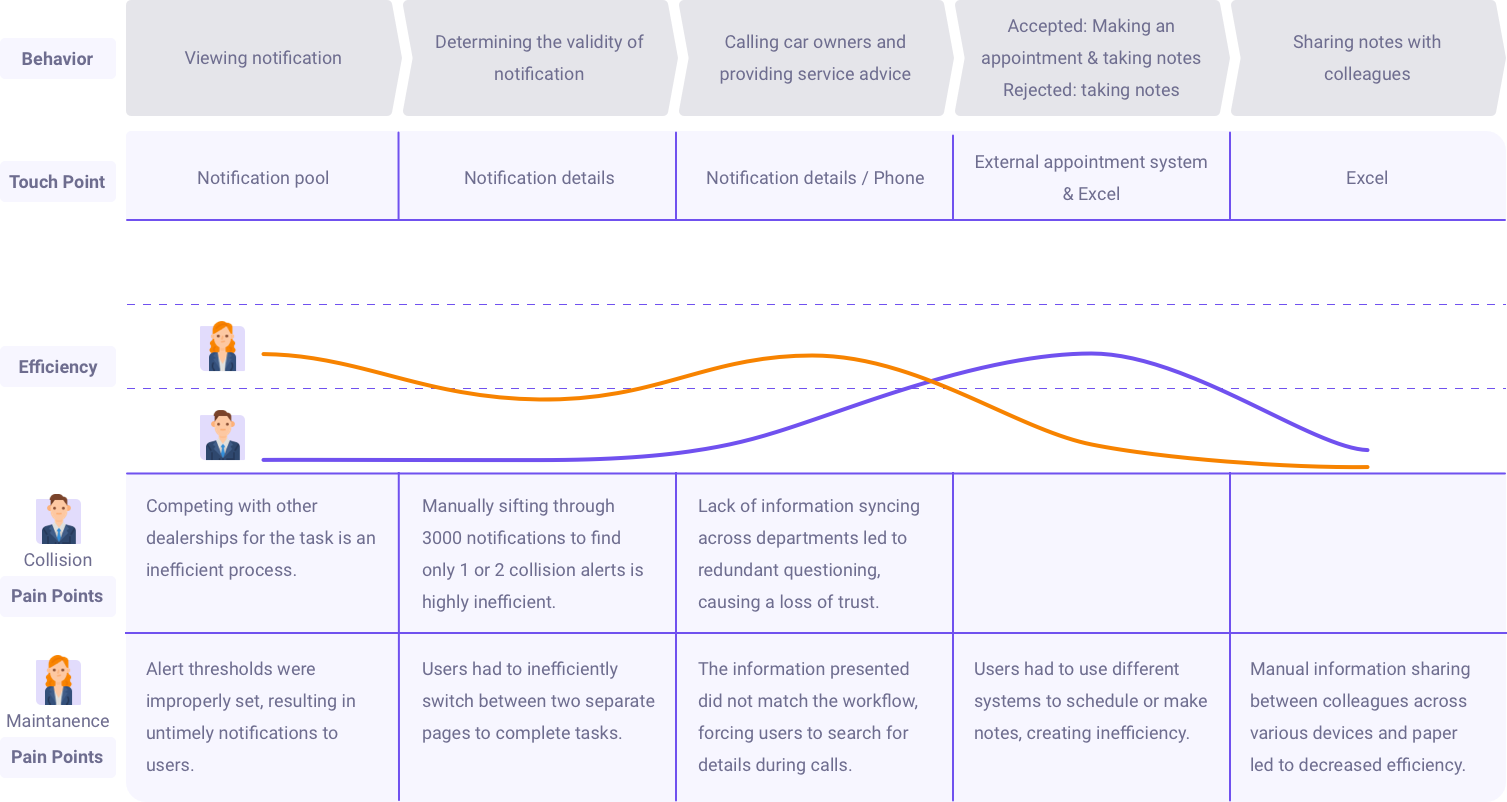 Behavior
Viewing notification
Determining the validity of
notification
Calling car owners and
providing service advice
Accepted: Making an
appointment & taking notes
Rejected: taking notes
Sharing notes with
colleagues
Touch Point
Notification pool
Notification details
Notification details / Phone
External appointment system
& Excel
Excel
Efficiency
Collision
Pain Points
Competing with other
dealerships for the task is an
inefficient process.
Manually sifting through
3000 notifications to find
only 1 or 2 collision alerts is
highly inefficient.
Lack of information syncing
across departments led to
redundant questioning,
causing a loss of trust.
Maintanence
Pain Points
Alert thresholds were
improperly set, resulting in
untimely notifications to
users.
Users had to inefficiently
switch between two separate
pages to complete tasks.
The information presented
did not match the workflow,
forcing users to search for
details during calls.
Users had to use different
systems to schedule or make
notes, creating inefficiency.
Manual information sharing
between colleagues across
various devices and paper
led to decreased efficiency.